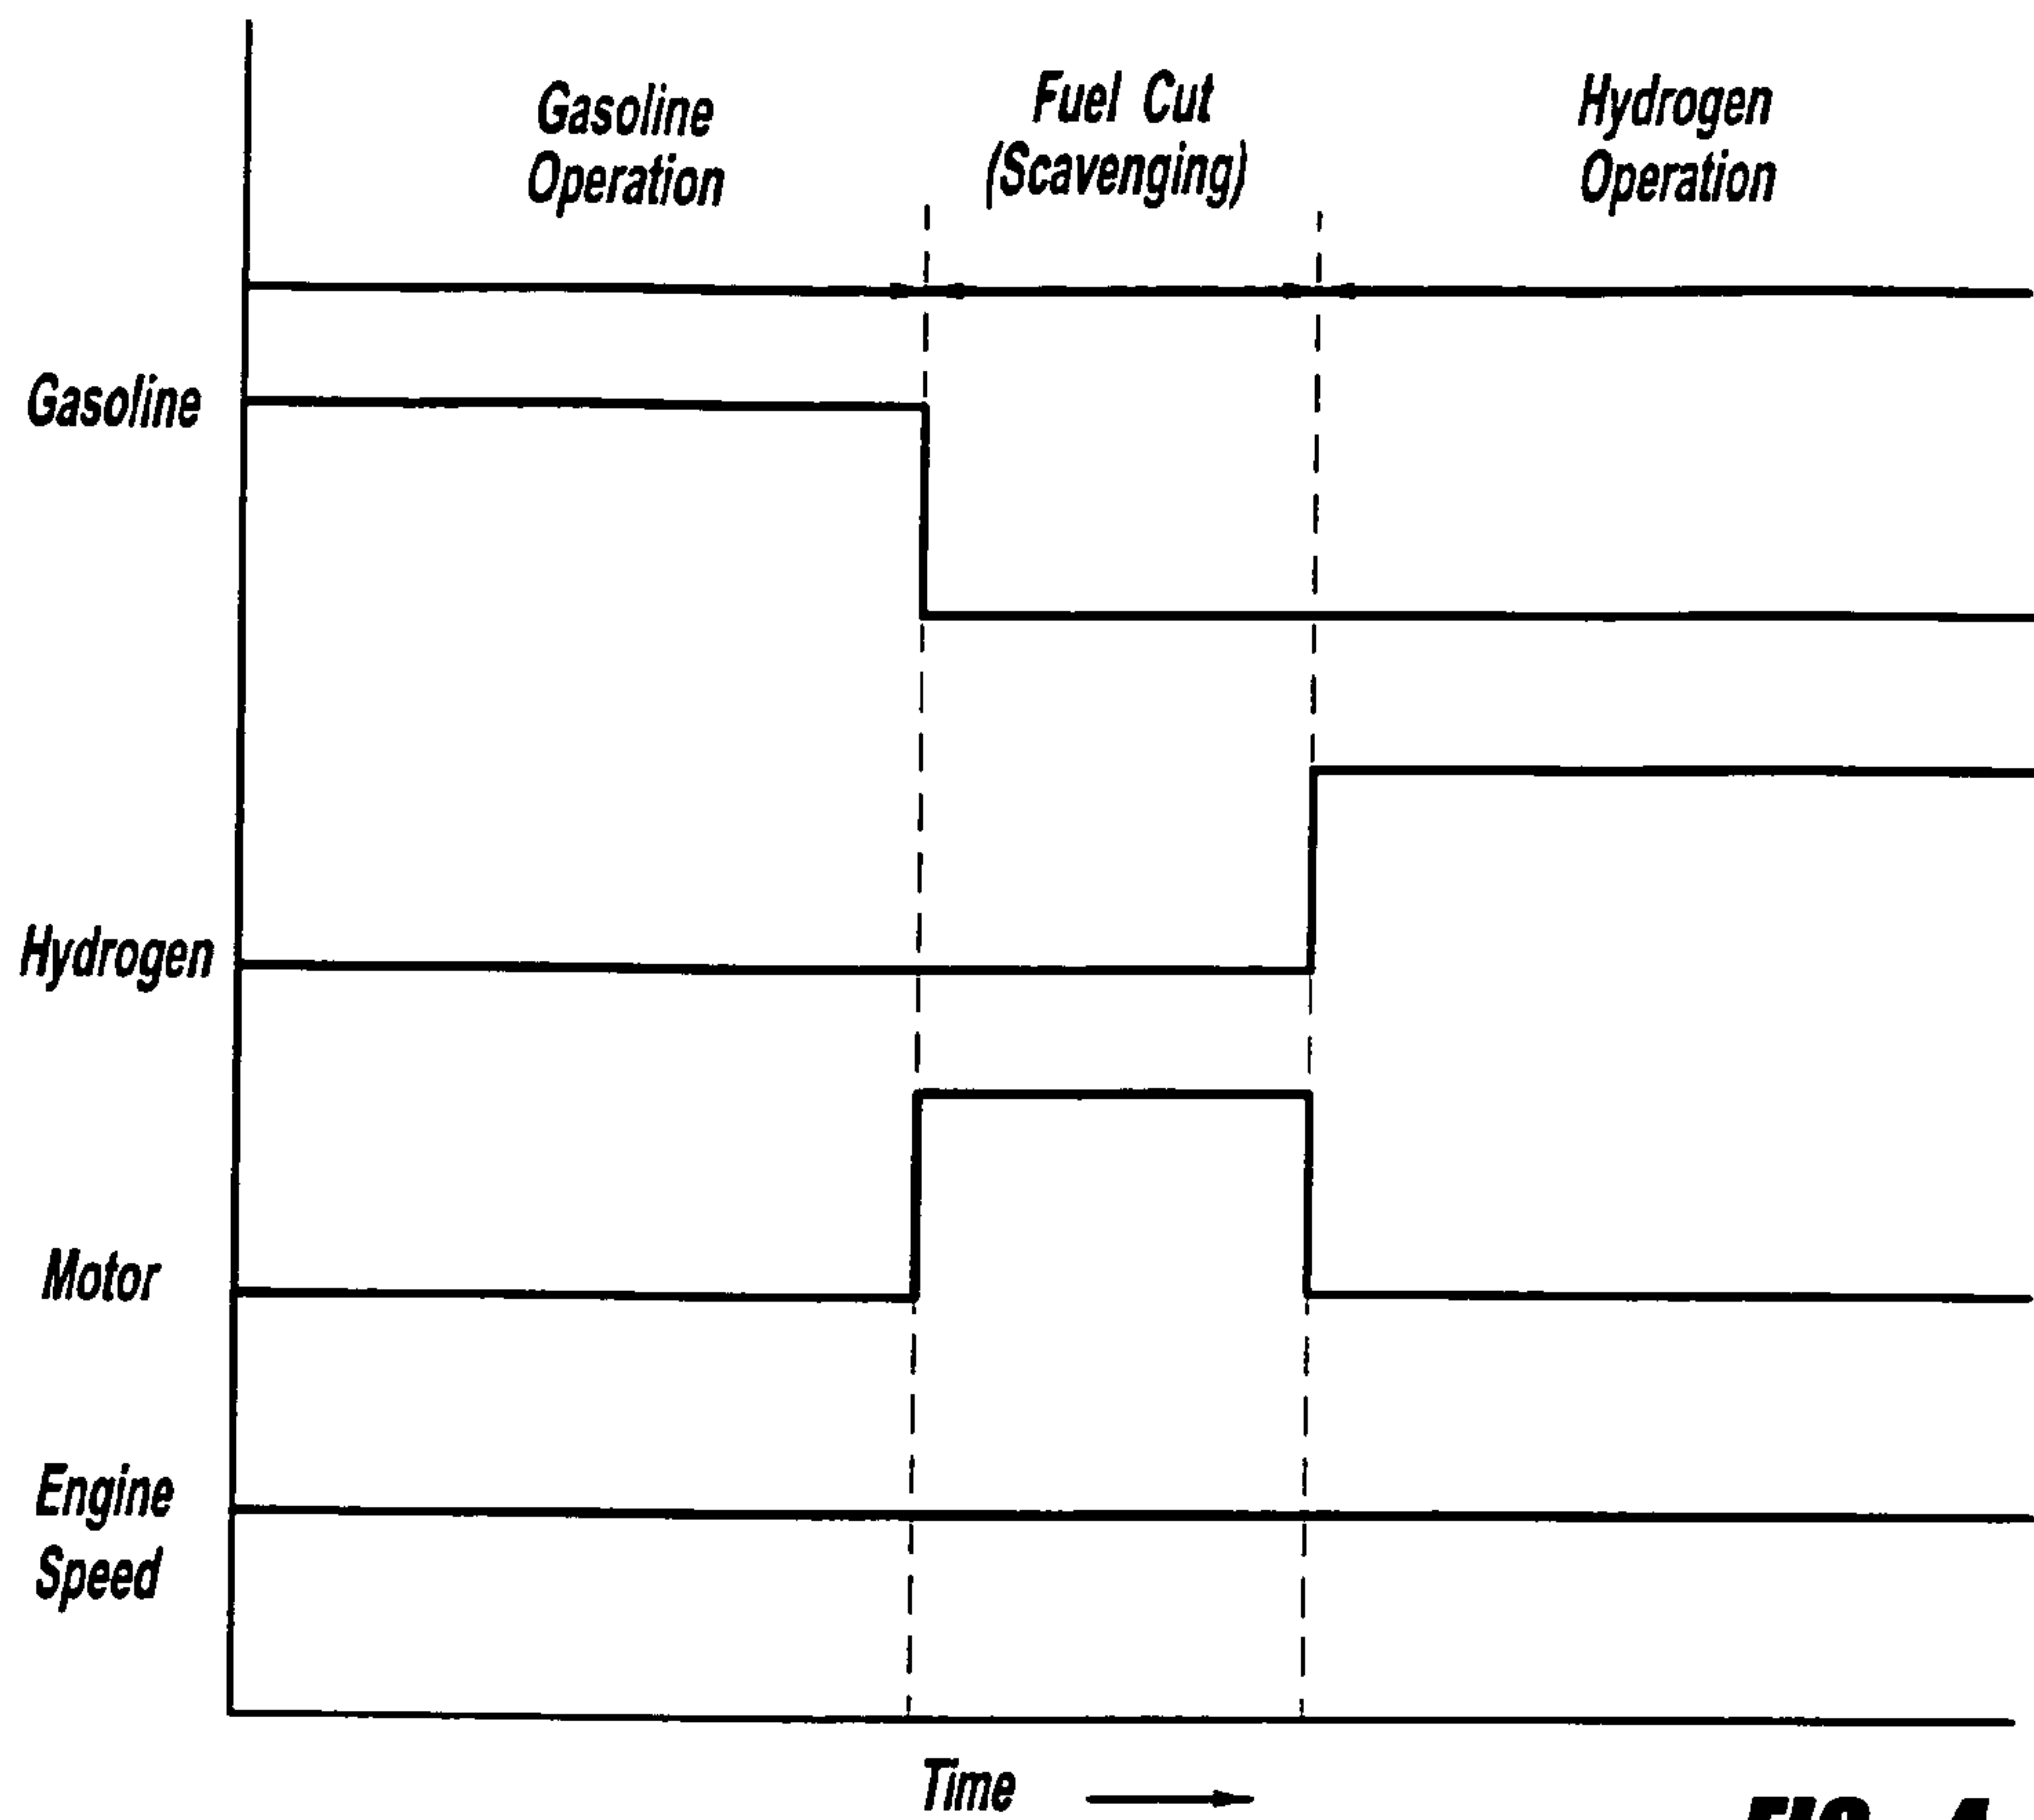 Gasoline
Operation
Fuel Cut
(Scavenging)
Hydrogen
Operation
Gasoline
Hydrogen
Motor
Engine
Speed
Time